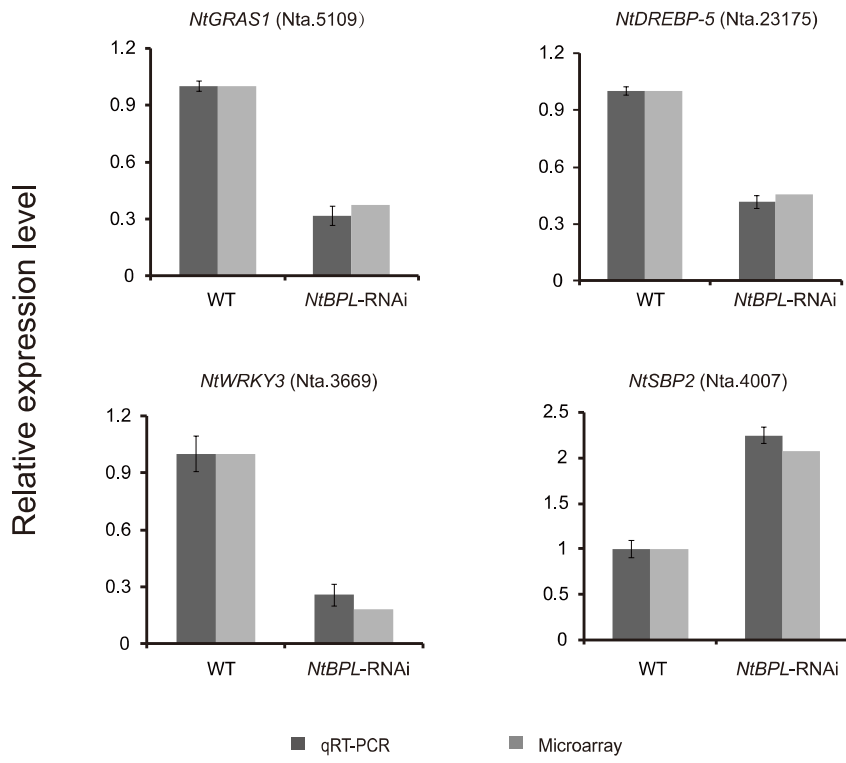 Relative expression level
NtGRAS1 (Nta.5109）
1.2
0.9
0.6
0.3
0
WT NtBPL-RNAi
NtDREBP-5 (Nta.23175)
1.2
0.9
0.6
0.3
0
WT NtBPL-RNAi
NtWRKY3 (Nta.3669)
1.2
0.9
0.6
0.3
0
WT NtBPL-RNAi
NtSBP2 (Nta.4007)
2.5
2
1.5
1
0.5
0
WT NtBPL-RNAi
qRT-PCR Microarray